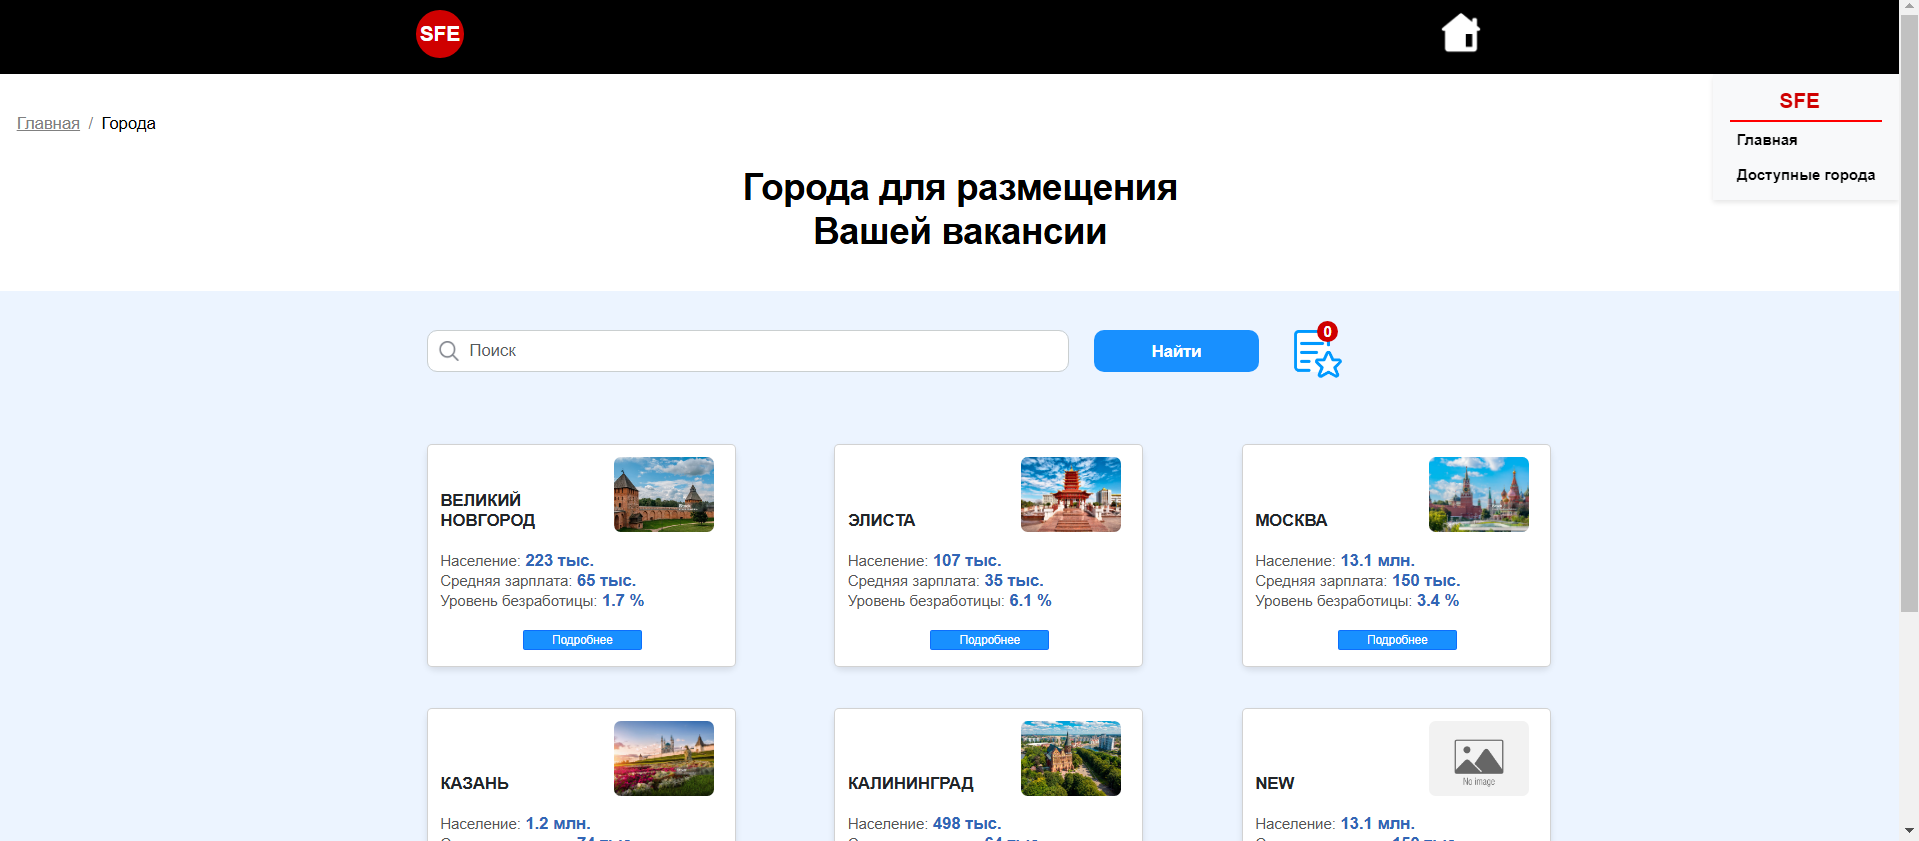 SFE
SFE
Главная
Доступные города
Главная / Города
Города для размещения
Вашей вакансии
Поиск
Найти
0
ВЕЛИКИЙ
НОВГОРОД
Население: 223 тыс.
Средняя зарплата: 65 тыс.
Уровень безработицы: 1.7 %
Подробнее
ЭЛИСТА
Население: 107 тыс.
Средняя зарплата: 35 тыс.
Уровень безработицы: 6.1 %
Подробнее
МОСКВА
Население: 13.1 млн.
Средняя зарплата: 150 тыс.
Уровень безработицы: 3.4 %
Подробнее
КАЗАНЬ
Население: 1.2 млн.
КАЛИНИНГРАД
Население: 498 тыс.
No image
NEW
Население: 13.1 млн.